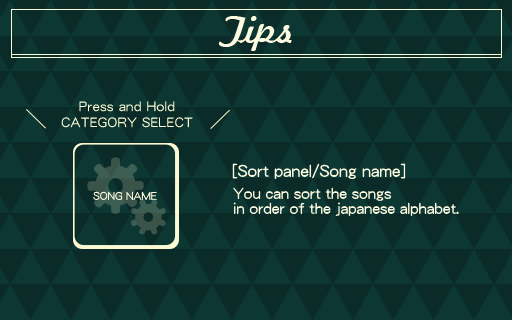 Tips
Press and Hold
CATEGORY SELECT
SONG NAME
[Sort panel/Song name]
You can sort the songs
in order of the japanese alphabet.